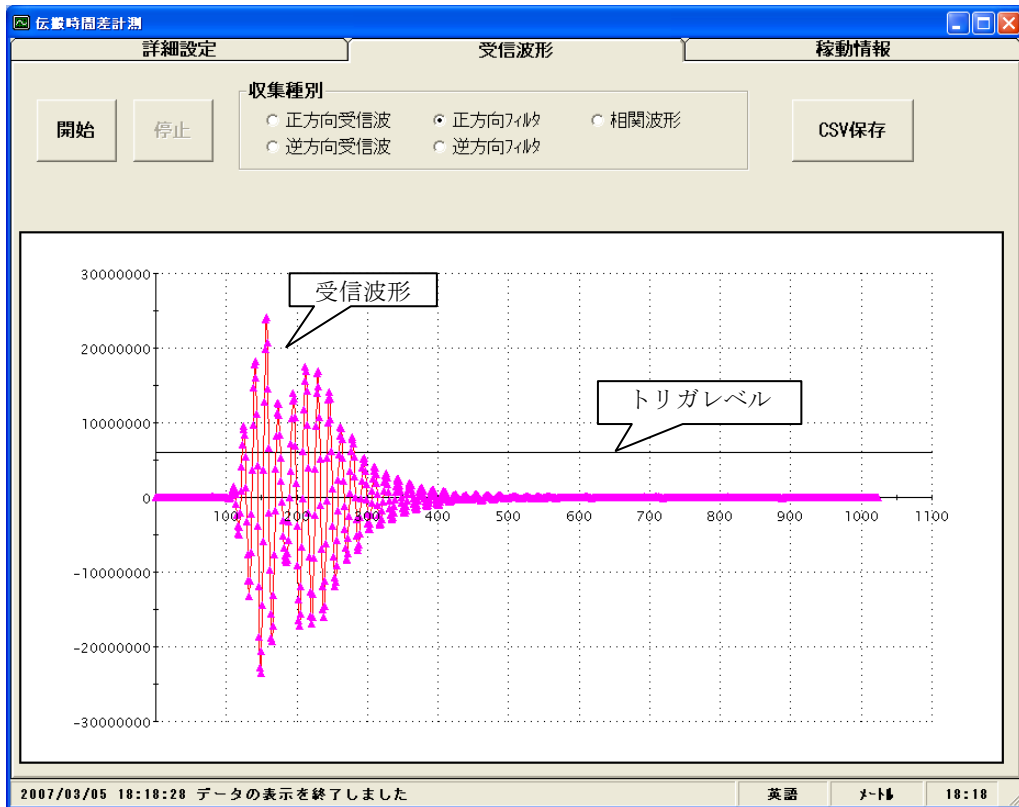 伝搬時間差計測
詳細設定
受信波形
稼動情報
収集種別
開始
停止
正方向受信波
正方向フィルタ
相関波形
逆方向受信波
逆方向フィルタ
CSV保存
30000000
20000000
10000000
0
-10000000
-20000000
-30000000
100
200
300
400
500
600
700
800
900
1000
1100
受信波形
トリガレベル
2007/03/05 18:18:28 データの表示を終了しました
英語
メートル
18:18